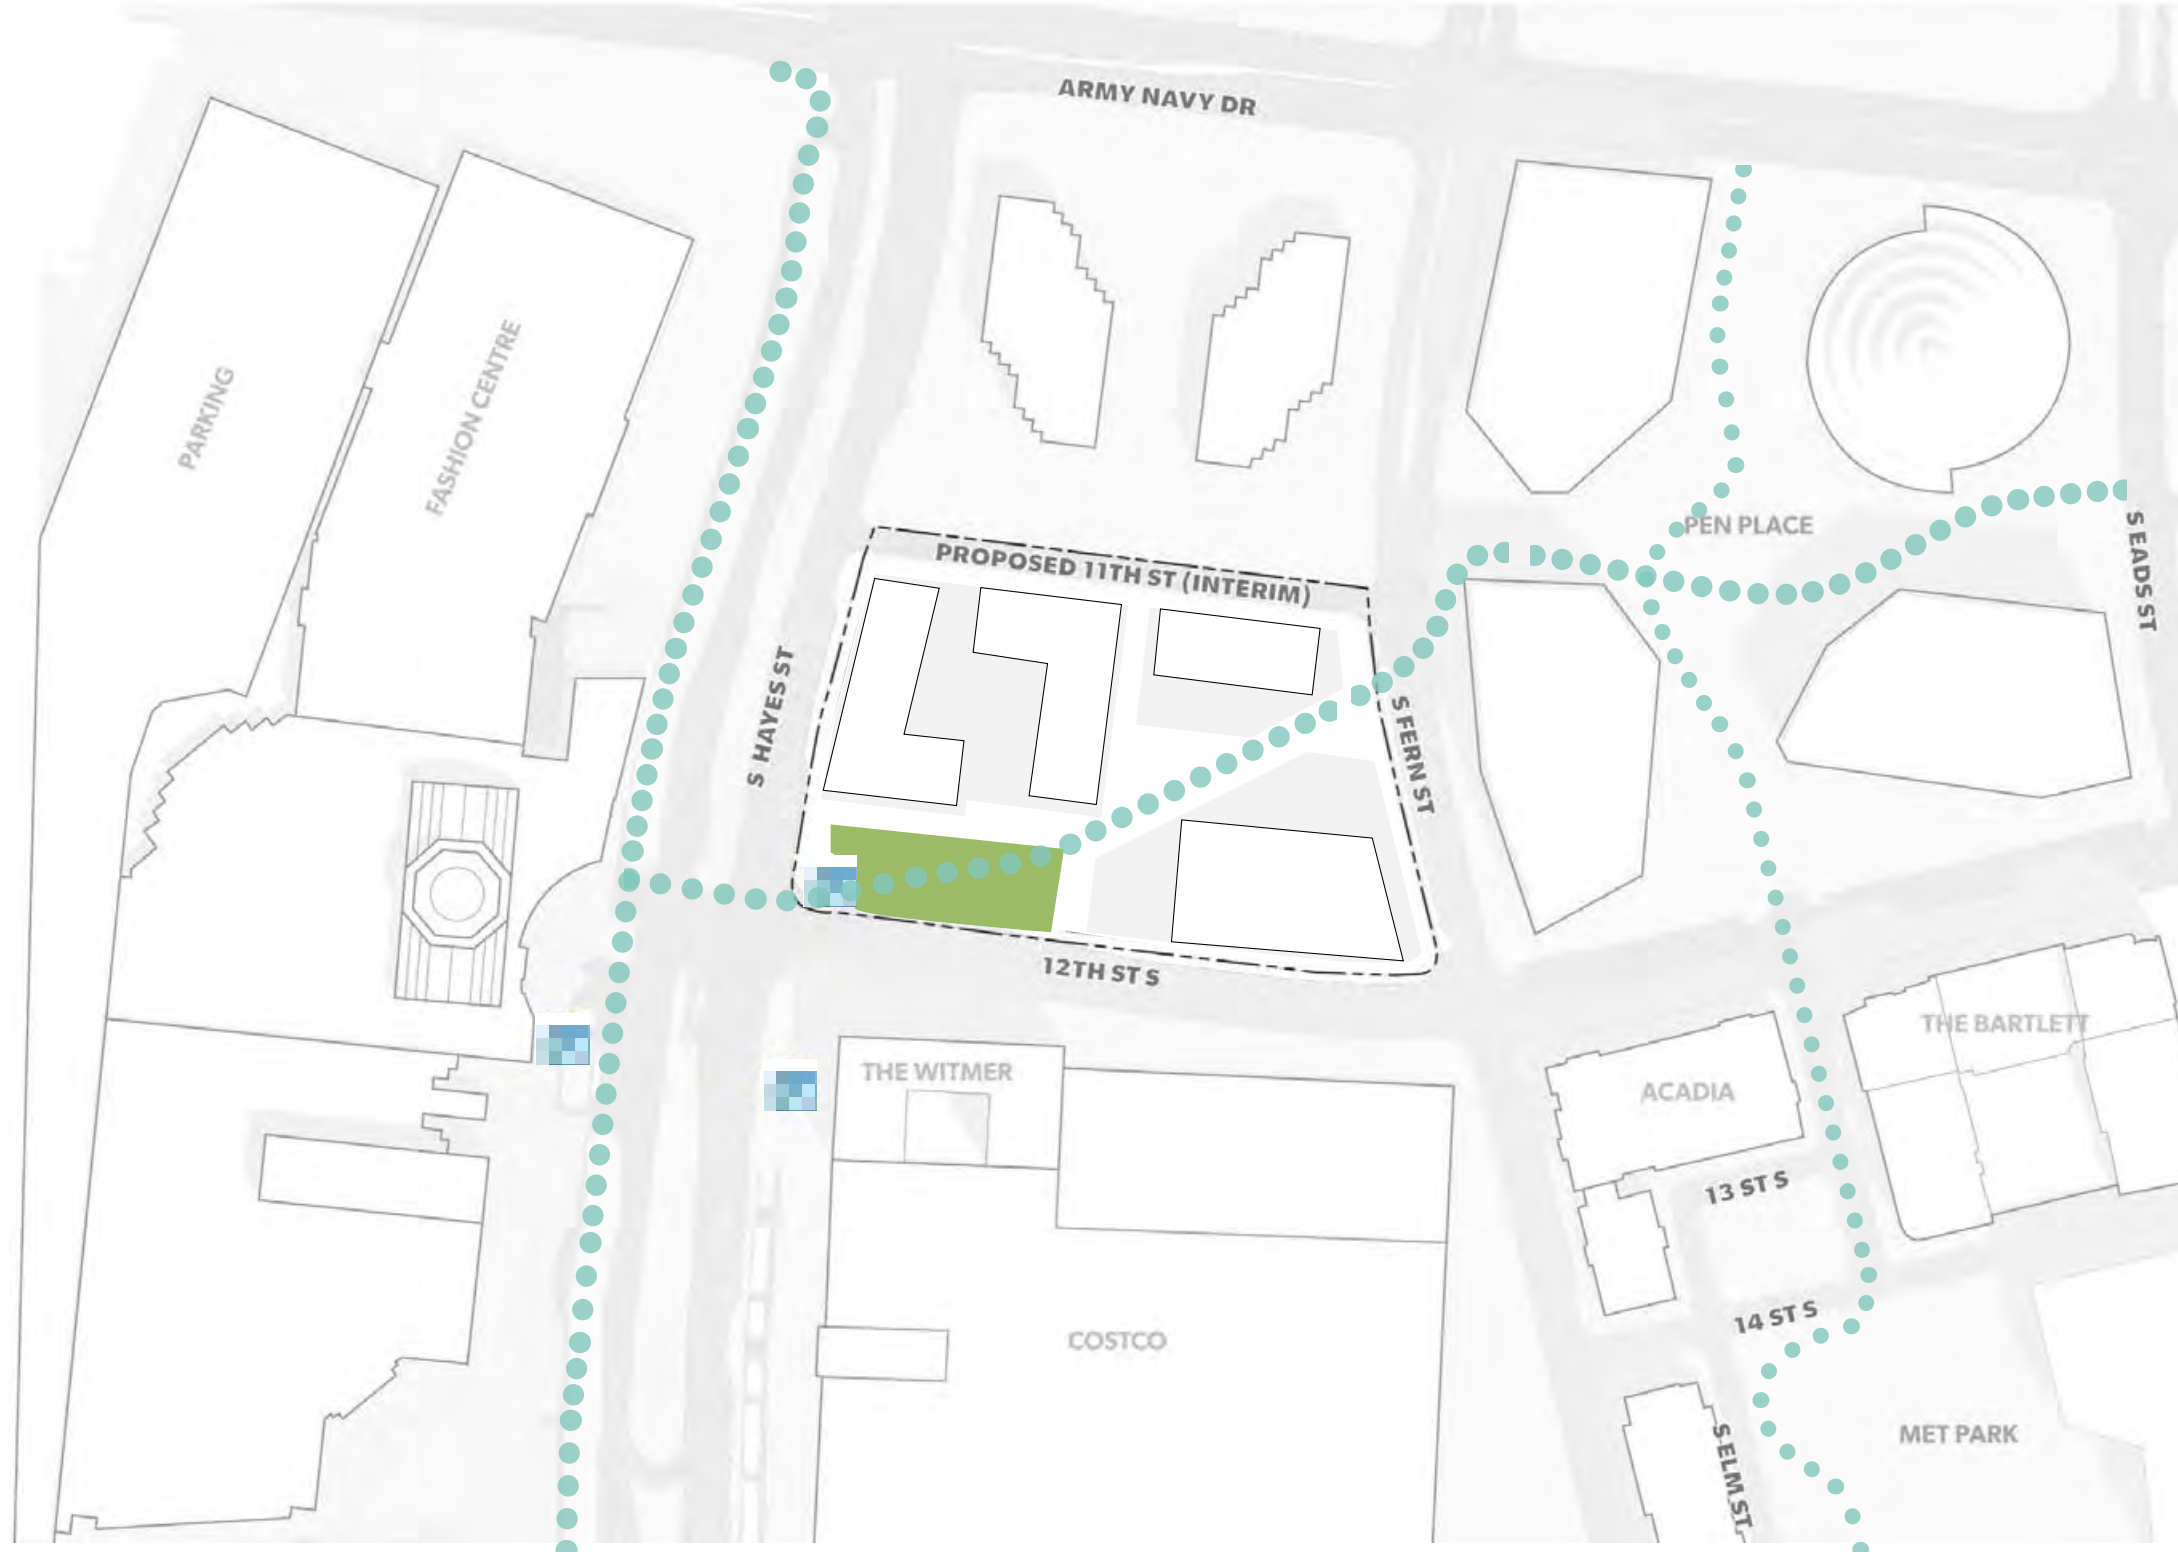 ARMY NAVY DR
PARKING
FASHION CENTRE
PEN PLACE
S EADS ST
PROPOSED 11TH ST (INTERIM)
S HAYES ST
S FERN ST
12TH ST S
THE WITMER
THE BARTLETT
ACADIA
13 ST S
14 ST S
COSTCO
MET PARK
S ELM ST